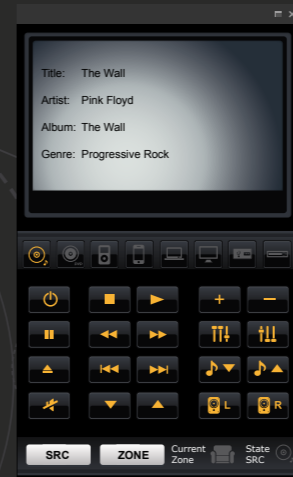 Title: The Wall
Artist: Pink Floyd
Album: The Wall
Genre: Progressive Rock
L
R
SRC
ZONE
Current
Zone
State
SRC